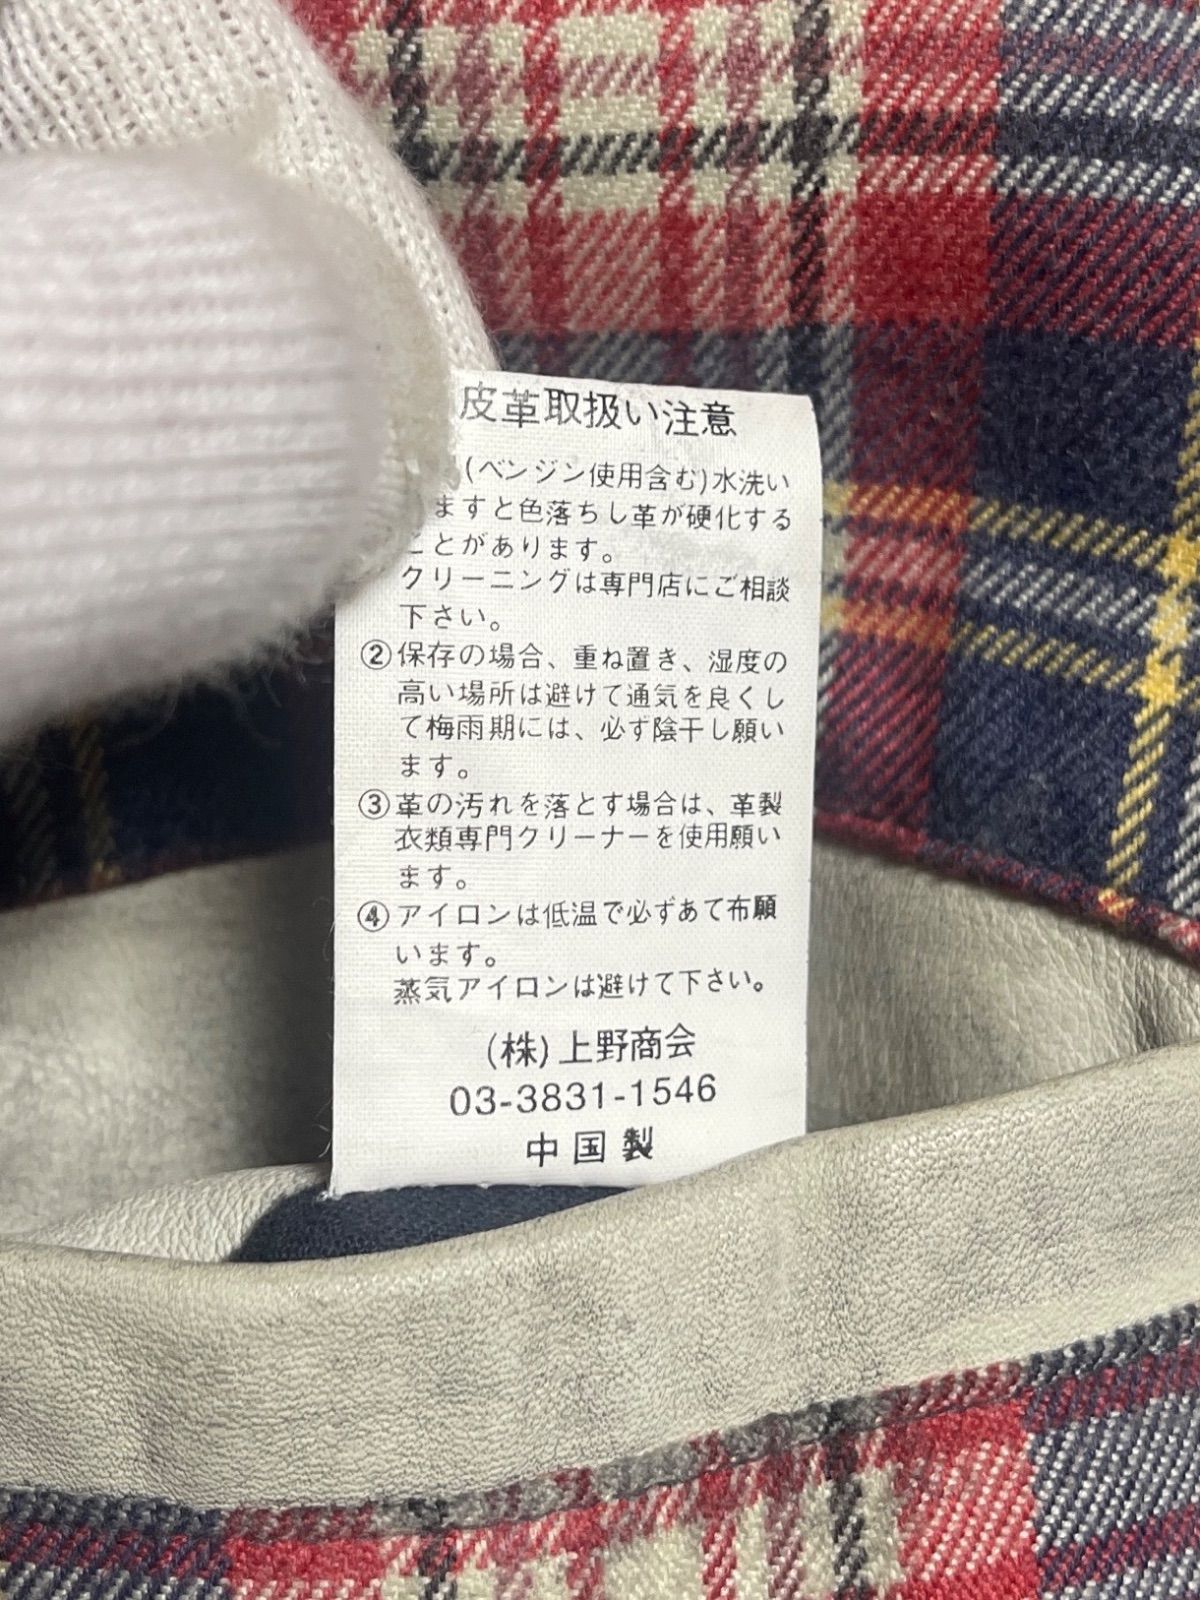 皮革取扱い注意
(ベンジン使用含む)水洗い
ますと色落ちし革が硬化する
ことがあります。
クリーニングは専門店にご相談
下さい。
②保存の場合、重ね置き、湿度の
高い場所は避けて通気を良くし
て梅雨期には、必ず陰干し願い
ます。
③革の汚れを落とす場合は、革製
衣類専門クリーナーを使用願い
ます。
④アイロンは低温で必ずあて布願
います。
蒸気アイロンは避けて下さい。
(株)上野商会
03-3831-1546
中国製